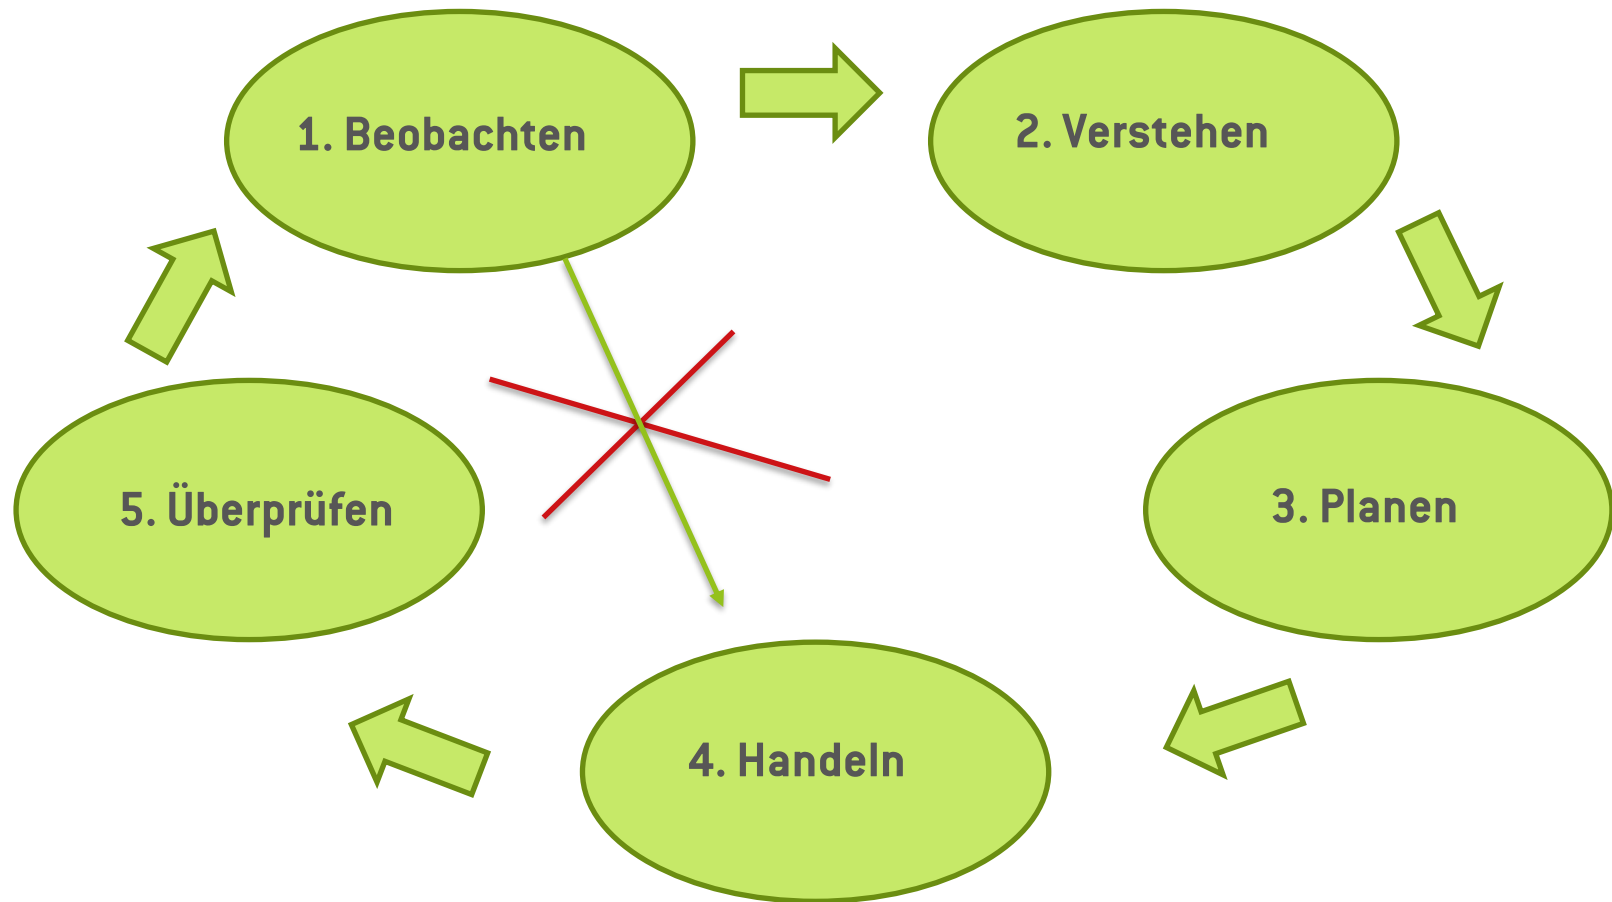 1. Beobachten
2. Verstehen
3. Planen
4. Handeln
5. Überprüfen